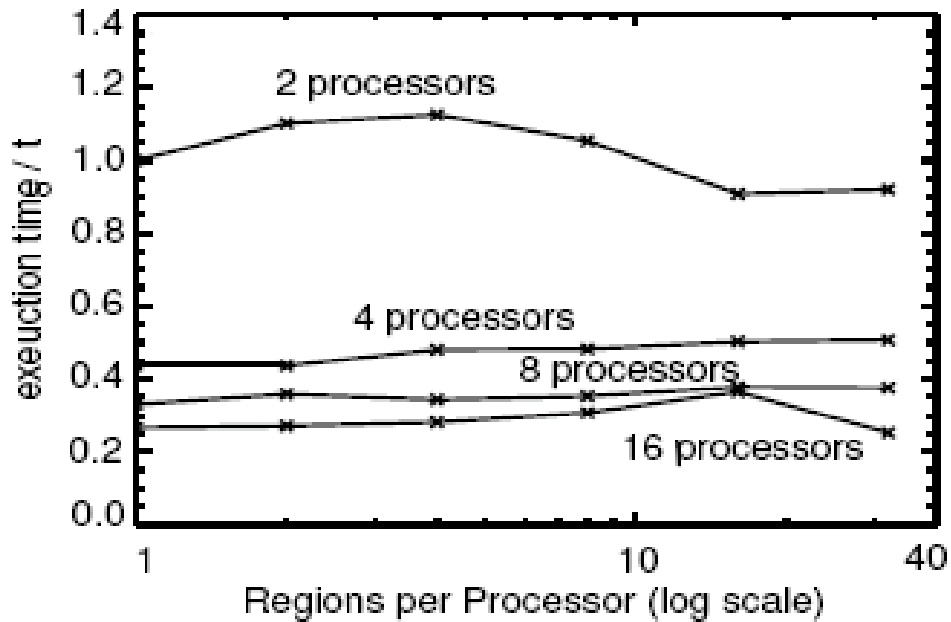 1.4
1.2
1.0
0.8
0.6
0.4
0.2
0.0
exeuction timg / t
2 processors
4 processors
8 processors
16 processors
1
10
40
Regions per Processor (log scale)